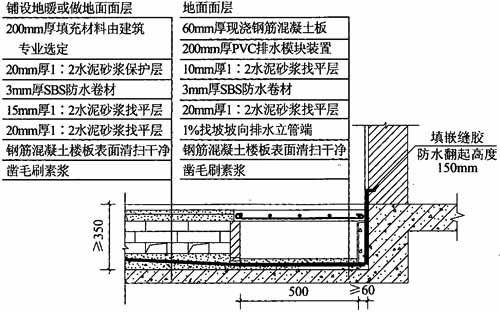 铺设地暖或做地面面层
200mm厚填充材料由建筑
专业选定
20mm厚1：2水泥砂浆保护层
3mm厚SBS防水卷材
15mm厚1：2水泥砂浆找平层
20mm厚1：2水泥砂浆找平层
钢筋混凝土楼板表面清扫干净
凿毛刷素浆
地面面层
60mm厚现浇钢筋混凝土板
200mm厚PVC排水模块装置
10mm厚1：2水泥砂浆找平层
3mm厚SBS防水卷材
20mm厚1：2水泥砂浆找平层
1%找坡坡向排水立管端
钢筋混凝土楼板表面清扫干净
凿毛刷素浆
填嵌缝胶
防水翻起高度
150mm
≥350
500
≥60